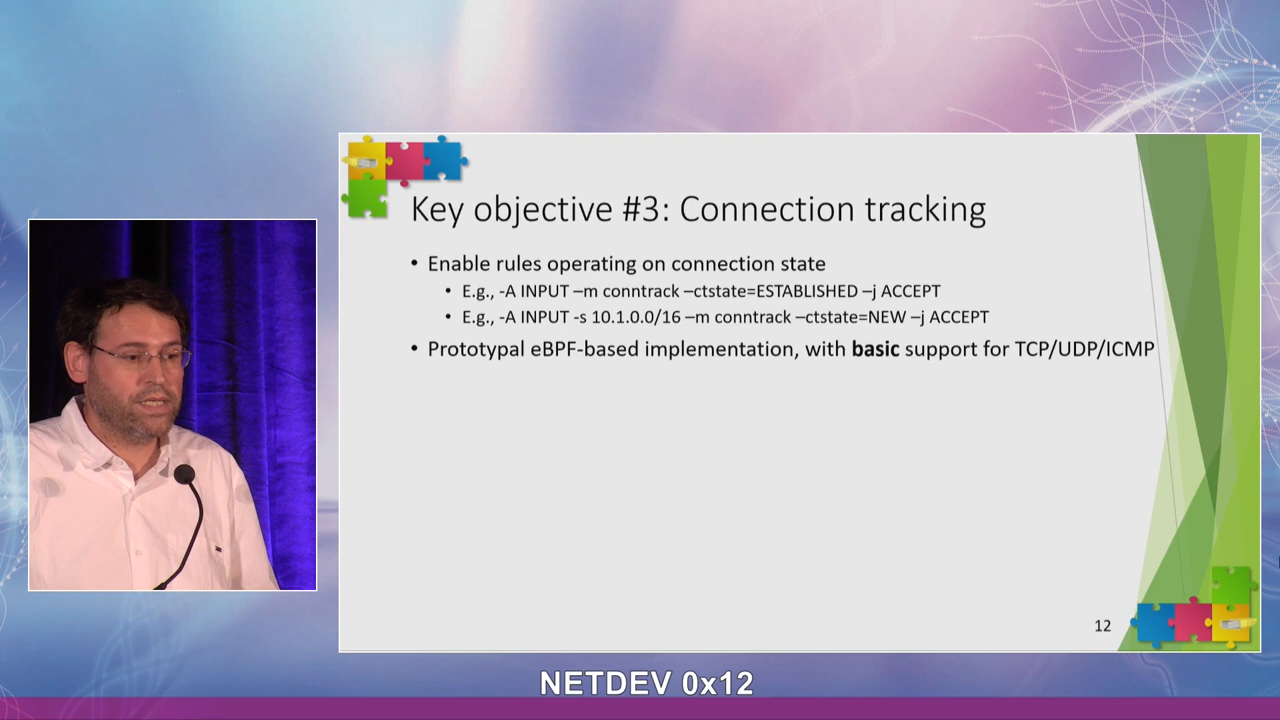 Key objective #3: Connection tracking
• Enable rules operating on connection state
• E.g., -A INPUT –m conntrack –ctstate=ESTABLISHED –j ACCEPT
• E.g., -A INPUT -s 10.1.0.0/16 –m conntrack –ctstate=NEW –j ACCEPT
• Prototypal eBPF-based implementation, with basic support for TCP/UDP/ICMP
12
NETDEV 0x12